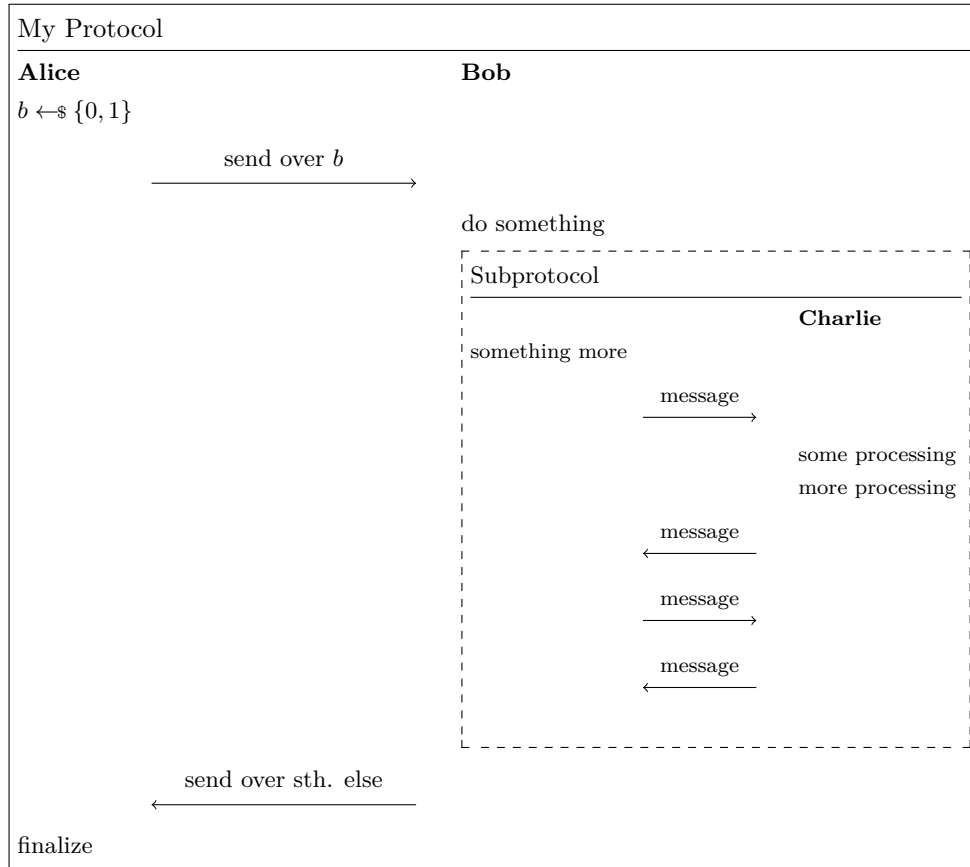 My Protocol
Alice Bob
b ←$ {0, 1}
send over b
do something
Subprotocol
Charlie
something more
message
some processing
more processing
message
message
message
send over sth. else
finalize